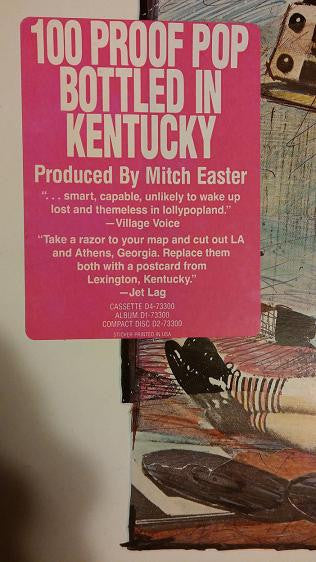 100 PROOF POP
BOTTLED IN
KENTUCKY
Produced By Mitch Easter
“. . . smart, capable, unlikely to wake up
lost and themeless in lollypopland.”
—Village Voice
“Take a razor to your map and cut out LA
and Athens, Georgia. Replace them
both with a postcard from
Lexington, Kentucky.”
—Jet Lag
CASSETTE D4-73300
ALBUM D1-73300
COMPACT DISC D2-73300
STICKER PRINTED IN USA